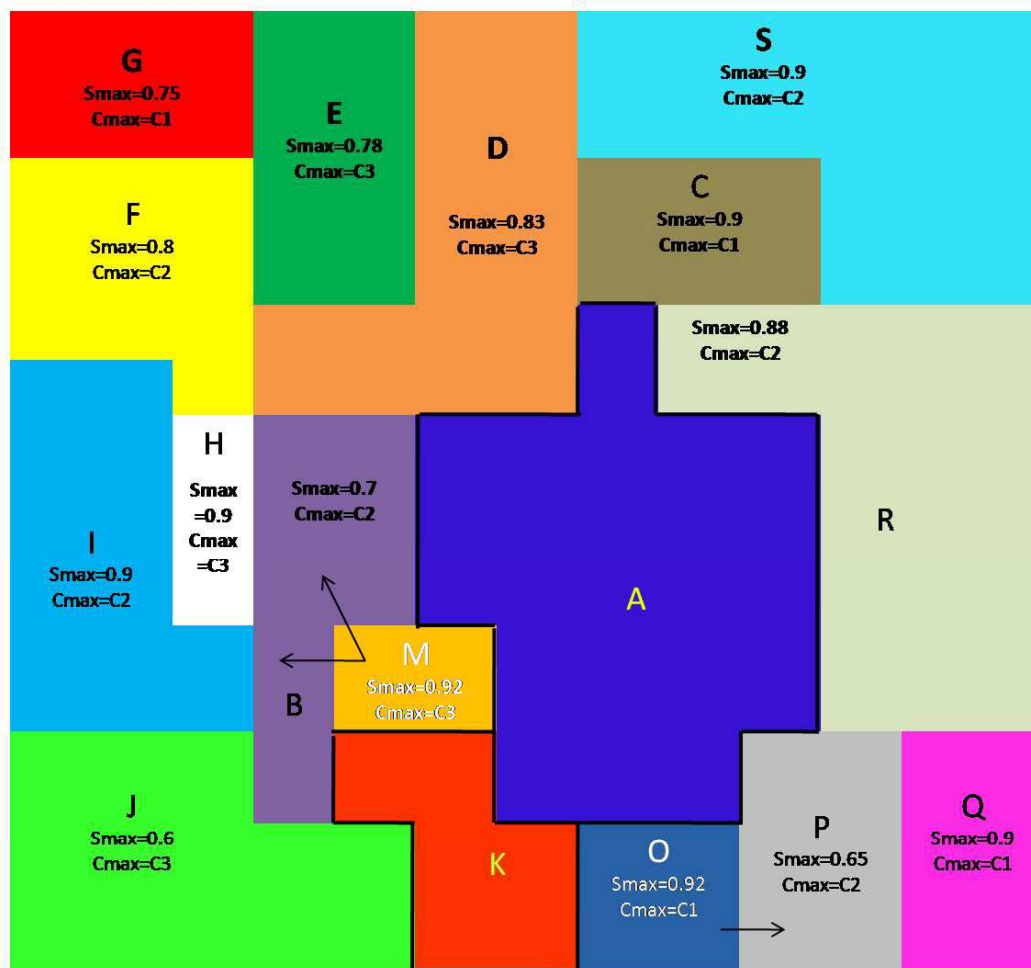 G
Smax=0.75
Cmax=C1
E
Smax=0.78
Cmax=C3
D
Smax=0.83
Cmax=C3
S
Smax=0.9
Cmax=C2
F
Smax=0.8
Cmax=C2
C
Smax=0.9
Cmax=C1
Smax=0.88
Cmax=C2
R
H
Smax
=0.9
Cmax
=C3
Smax=0.7
Cmax=C2
I
Smax=0.9
Cmax=C2
A
M
Smax=0.92
Cmax=C3
B
J
Smax=0.6
Cmax=C3
K
O
Smax=0.92
Cmax=C1
P
Smax=0.65
Cmax=C2
Q
Smax=0.9
Cmax=C1